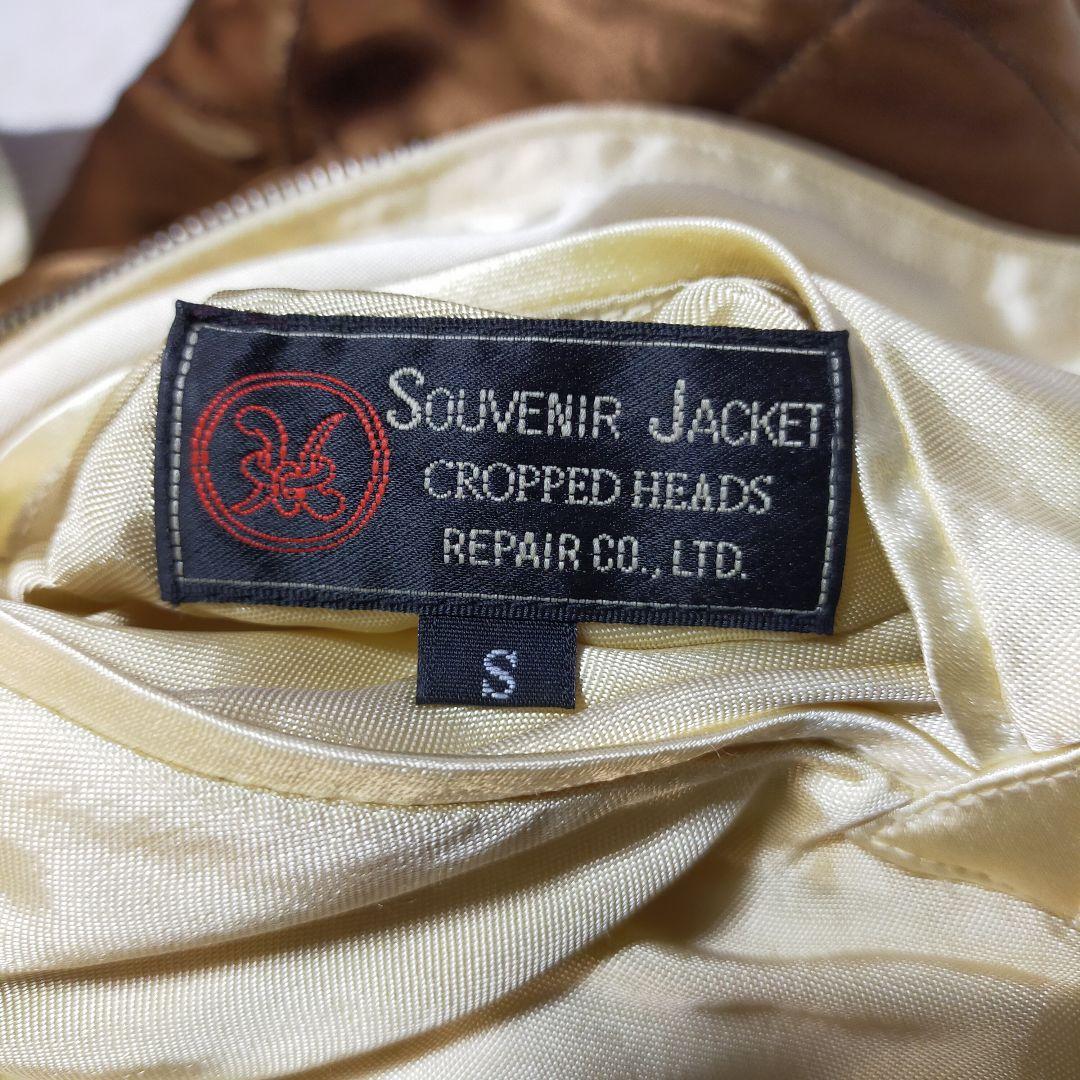 SOUVENIR JACKET
CROPPED HEADS
REPAIR CO., LTD.
S